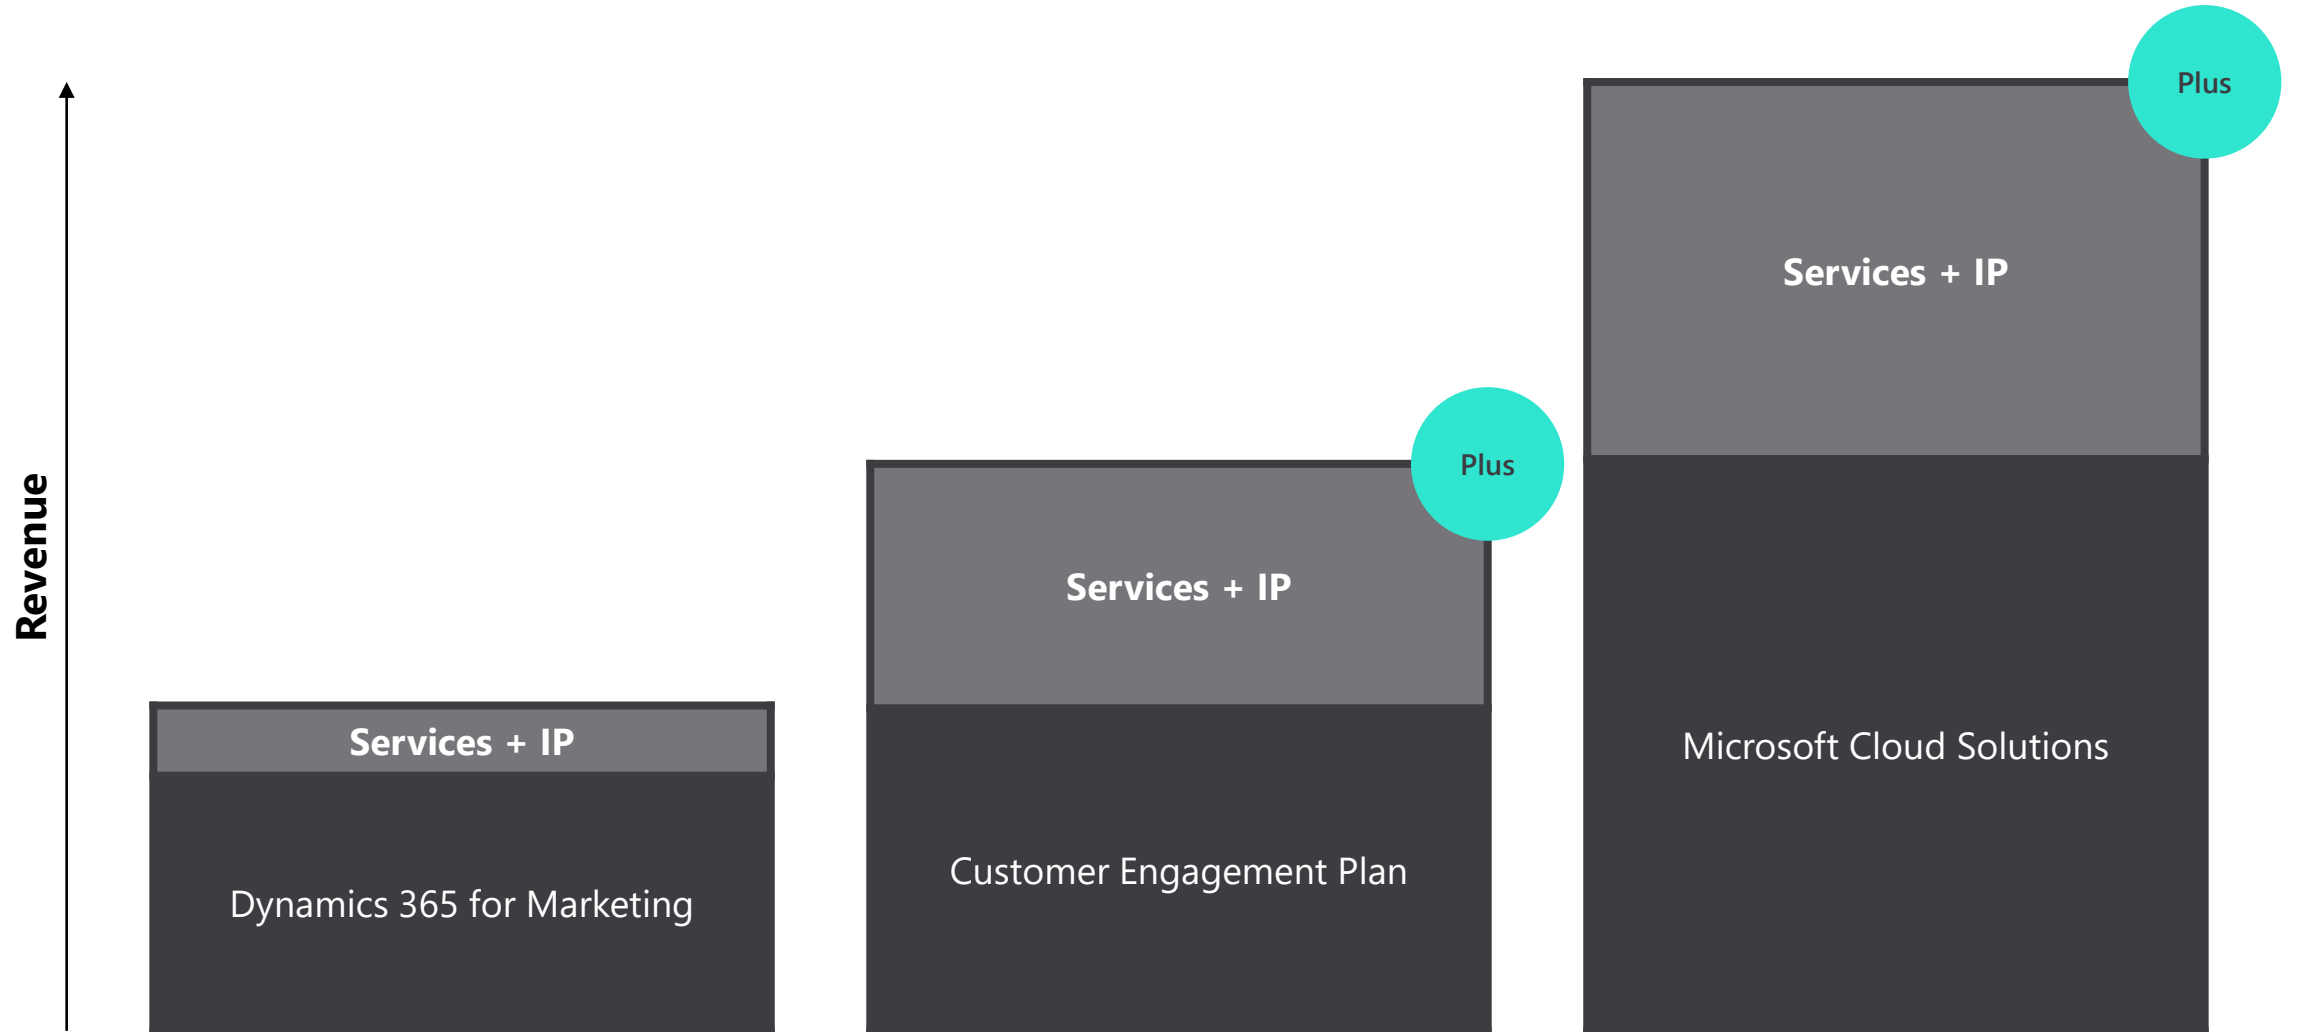 Revenue
Services + IP
Dynamics 365 for Marketing
Plus
Services + IP
Customer Engagement Plan
Plus
Services + IP
Microsoft Cloud Solutions